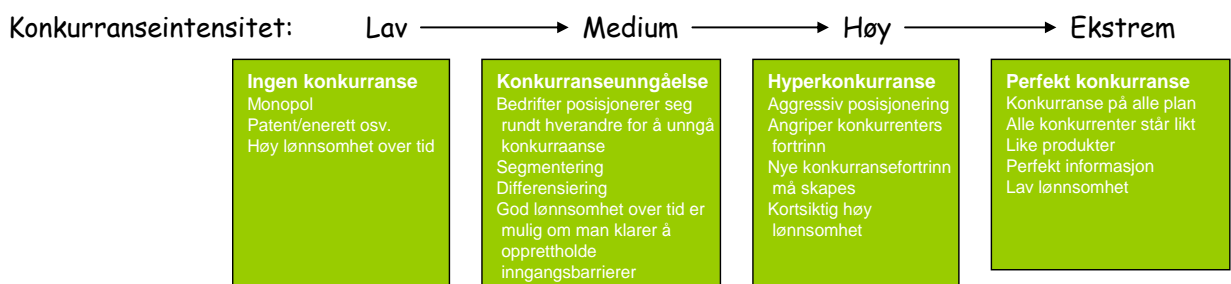 Konkurranseintensitet: Lav Medium Høy Ekstrem
Ingen konkurranse
Monopol
Patent/enerett osv.
Høy lønnsomhet over tid
Konkurranseunngåelse
Bedrifter posisjonerer seg
rundt hverandre for å unngå
konkurraanse
Segmentering
Differensiering
God lønnsomhet over tid er
mulig om man klarer å
opprettholde
inngangsbarrierer
Hyperkonkurranse
Aggressiv posisjonering
Angriper konkurrenters
fortrinn
Nye konkurransefortrinn
må skapes
Kortsiktig høy
lønnsomhet
Perfekt konkurranse
Konkurranse på alle plan
Alle konkurrenter står likt
Like produkter
Perfekt informasjon
Lav lønnsomhet